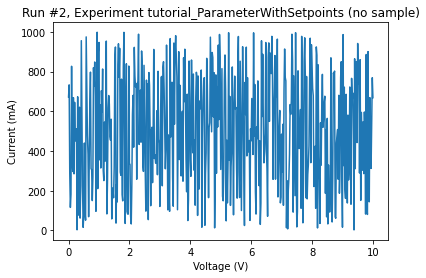 Run #2, Experiment tutorial_ParameterWithSetpoints (no sample)
Current (mA)
1000
800
600
400
200
0
0 2 4 6 8 10
Voltage (V)